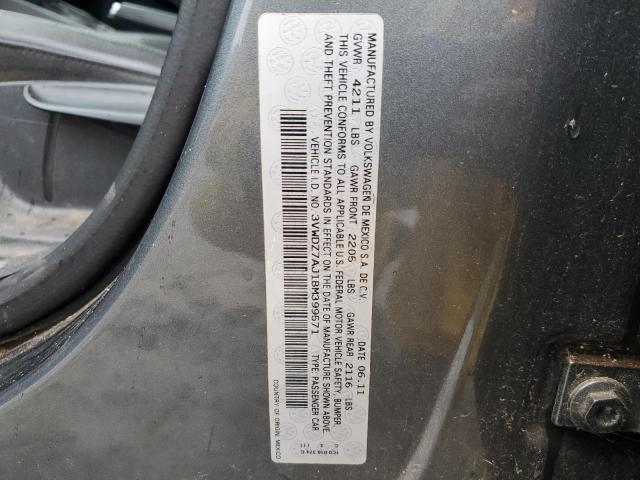 MANUFACTURED BY VOLKSWAGEN DE MEXICO S.A. DE C.V. DATE 06.11
GVWR 4211 LBS GAWR FRONT 2205 LBS GAWR REAR 2116 LBS
THIS VEHICLE CONFORMS TO ALL APPLICABLE U.S. FEDERAL MOTOR VEHICLE SAFETY, BUMPER,
AND THEFT PREVENTION STANDARDS IN EFFECT ON THE DATE OF MANUFACTURE SHOWN ABOVE.
VEHICLE I.D. NO. 3VWDZ7AJ1BM399671 TYPE: PASSENGER CAR
COUNTRY OF ORIGIN: MEXICO